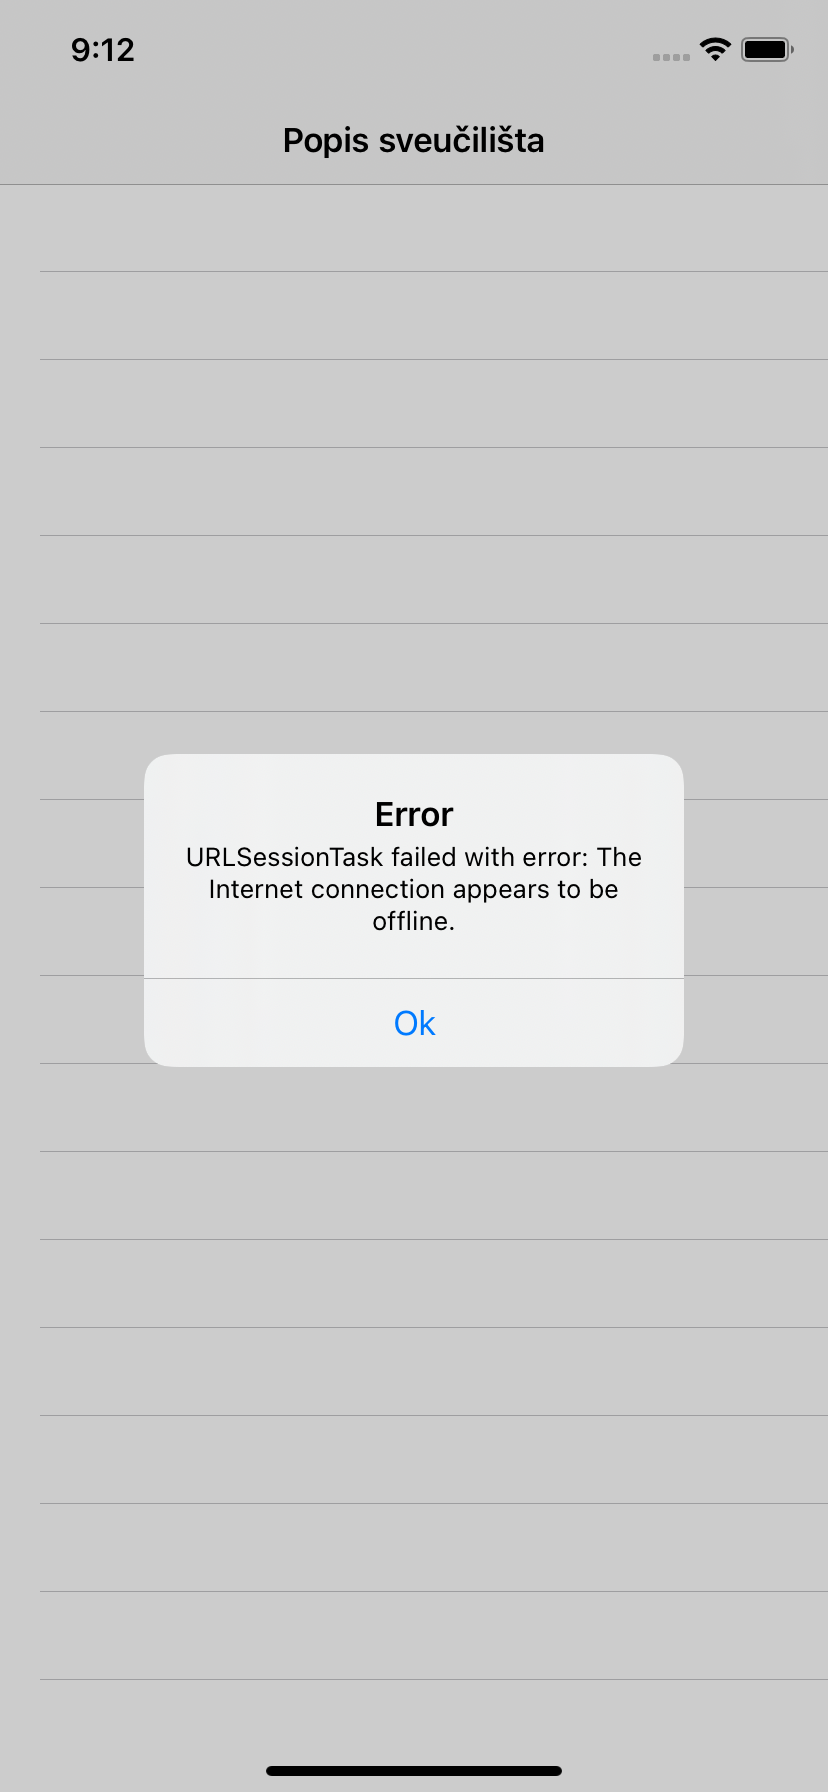 9:12
Popis sveučilišta
Error
URLSessionTask failed with error: The
Internet connection appears to be
offline.
Ok